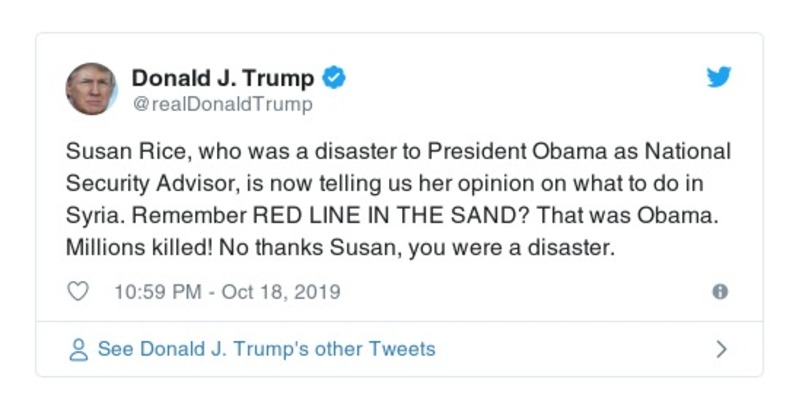 Donald J. Trump
@realDonaldTrump
Susan Rice, who was a disaster to President Obama as National
Security Advisor, is now telling us her opinion on what to do in
Syria. Remember RED LINE IN THE SAND? That was Obama.
Millions killed! No thanks Susan, you were a disaster.
10:59 PM - Oct 18, 2019
See Donald J. Trump's other Tweets